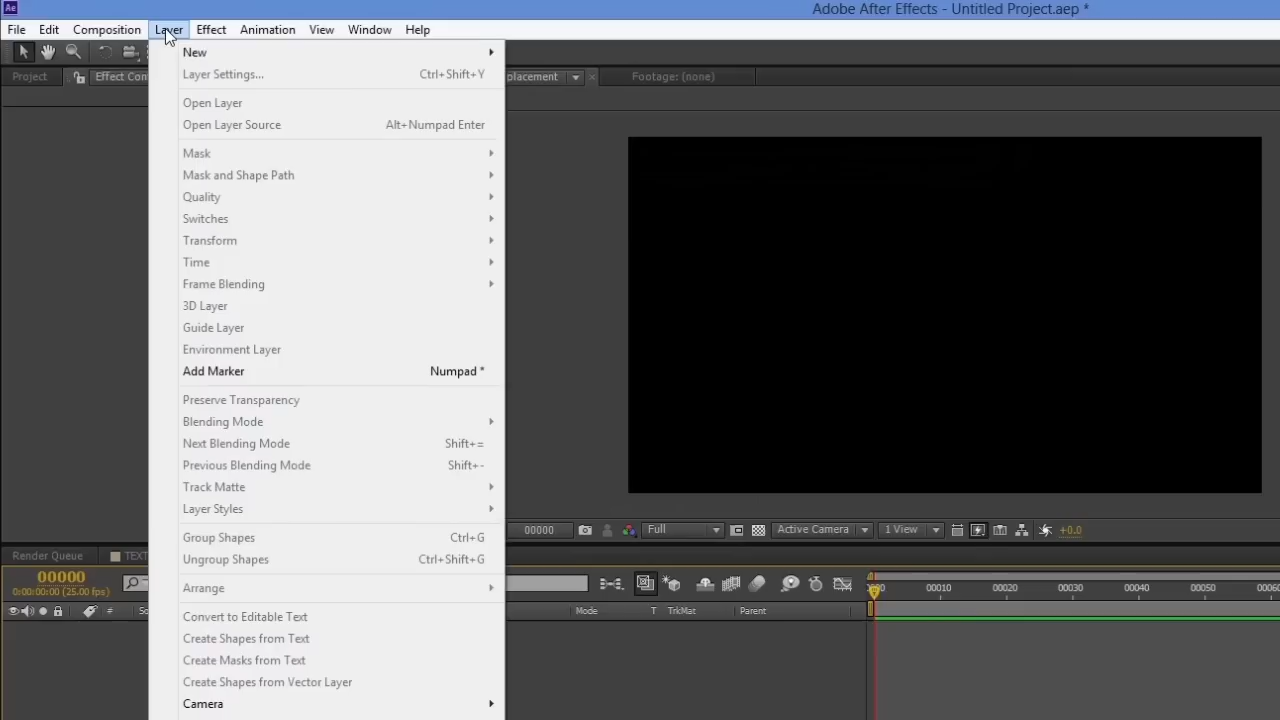 Ae Adobe After Effects - Untitled Project.aep *
File Edit Composition Layer Effect Animation View Window Help
Project Effect Con placement Footage: (none)
New
Layer Settings... Ctrl+Shift+Y
Open Layer
Open Layer Source Alt+Numpad Enter
Mask
Mask and Shape Path
Quality
Switches
Transform
Time
Frame Blending
3D Layer
Guide Layer
Environment Layer
Add Marker Numpad *
Preserve Transparency
Blending Mode
Next Blending Mode Shift+=
Previous Blending Mode Shift+-
Track Matte
Layer Styles
Group Shapes Ctrl+G
Ungroup Shapes Ctrl+Shift+G
Arrange
Convert to Editable Text
Create Shapes from Text
Create Masks from Text
Create Shapes from Vector Layer
Camera
00000 Full Active Camera 1 View +0.0
Render Queue TEXT
00000
0:00:00:00 (25.00 fps)
# So Mode T TrkMat Parent
00010 00020 00030 00040 00050 00060